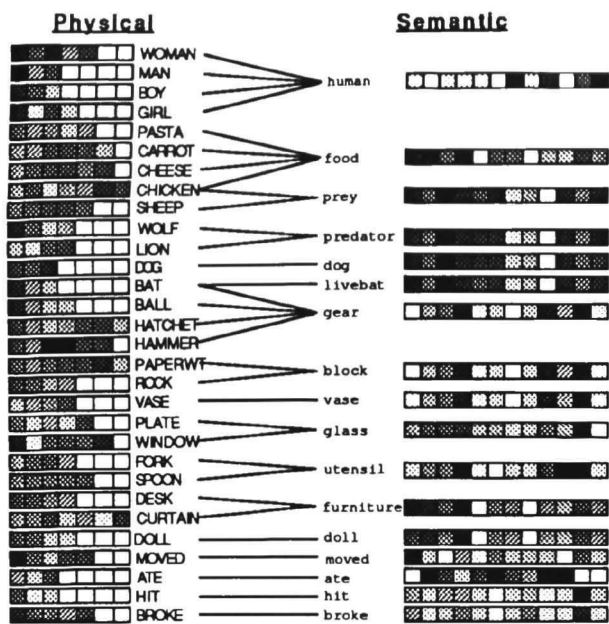 Physical
Semantic
WOMAN
MAN
BOY
GIRL
PASTA
CARROT
CHEESE
CHICKEN
SHEEP
WOLF
LION
DOG
BAT
BALL
HATCHET
HAMMER
PAPERWT
ROCK
VASE
PLATE
WINDOW
FORK
SPOON
DESK
CURTAIN
DOLL
MOVED
ATE
HIT
BROKE
human
food
prey
predator
dog
livebat
gear
block
vase
glass
utensil
furniture
doll
moved
ate
hit
broke